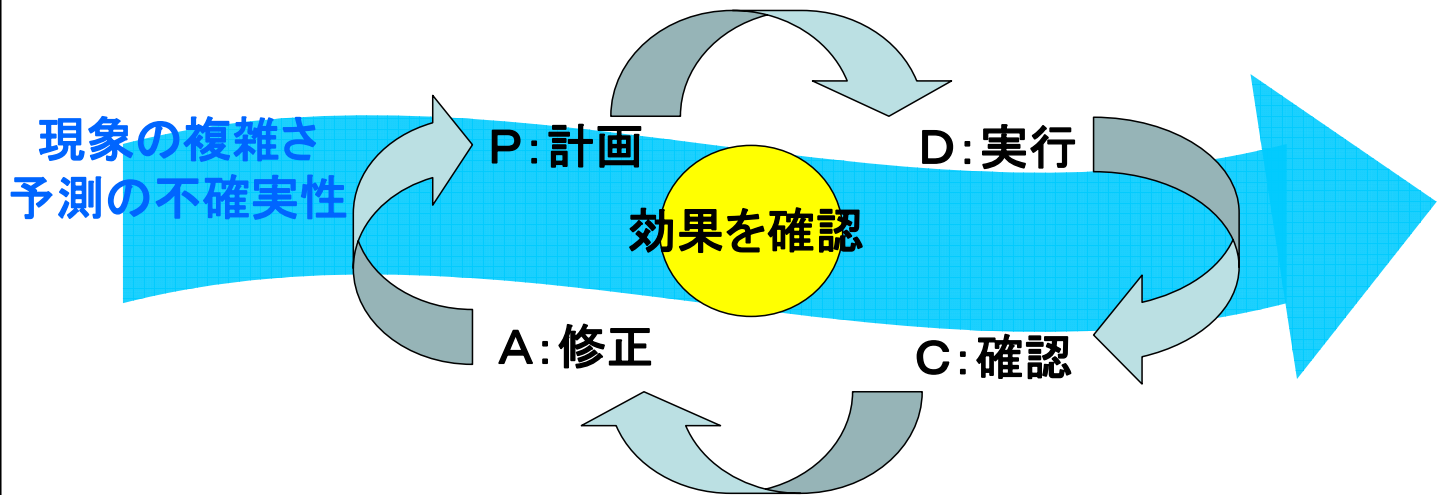 現象の複雑さ
予測の不確実性
P:計画
D:実行
効果を確認
A:修正
C:確認